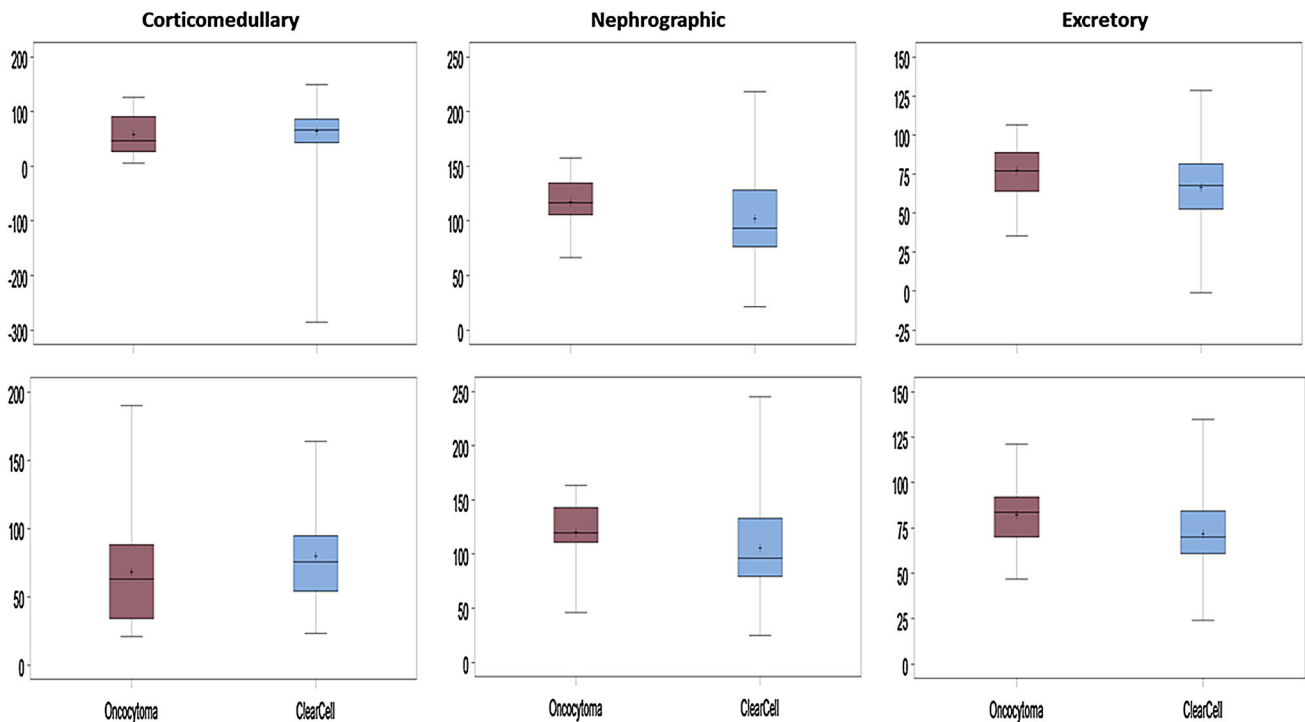 Corticomedullary Nephrographic Excretory
200 250 150
100 200 125
0 150 100
-100 100 75
-200 50 50
-300 0 25
0
-25
200 250 150
150 200 125
100 150 100
50 100 75
0 50 50
0 25
0
Oncocytoma ClearCell Oncocytoma ClearCell Oncocytoma ClearCell